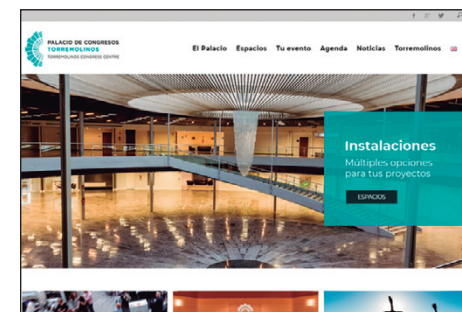 PALACIO DE CONGRESOS
TORREMOLINOS
TORREMOLINOS CONGRESS CENTRE
El Palacio Espacios Tu evento Agenda Noticias Torremolinos
Instalaciones
Múltiples opciones
para tus proyectos
ESPACIOS